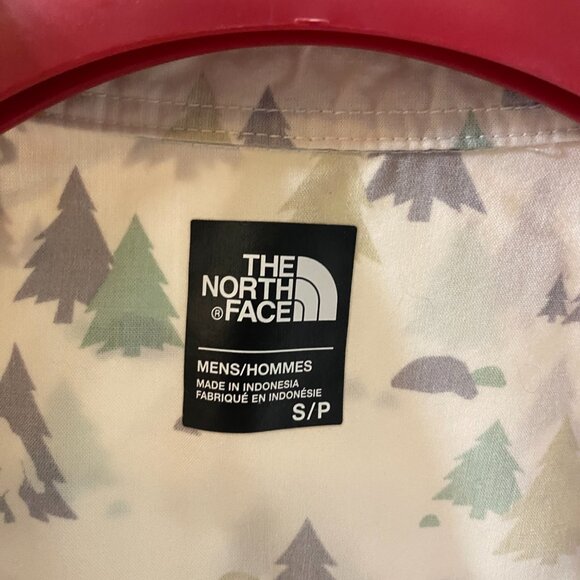 THE
NORTH
® FACE
MENS/HOMMES
MADE IN INDONESIA
FABRIQUÉ EN INDONÉSIE
S/P